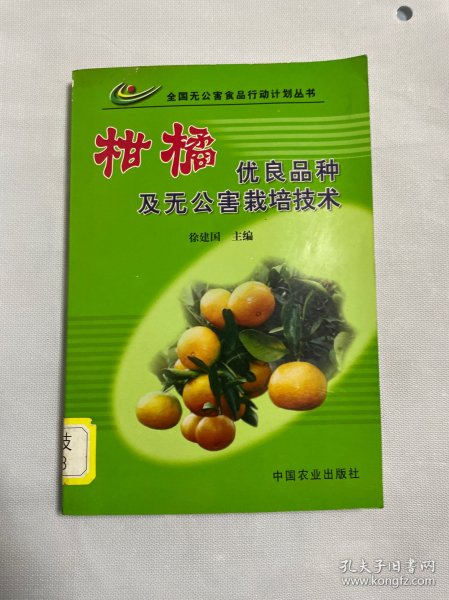 全国无公害食品行动计划丛书
柑橘 优良品种
及无公害栽培技术
徐建国 主编
技
3
中国农业出版社
孔夫子旧书网
www.kongfz.com